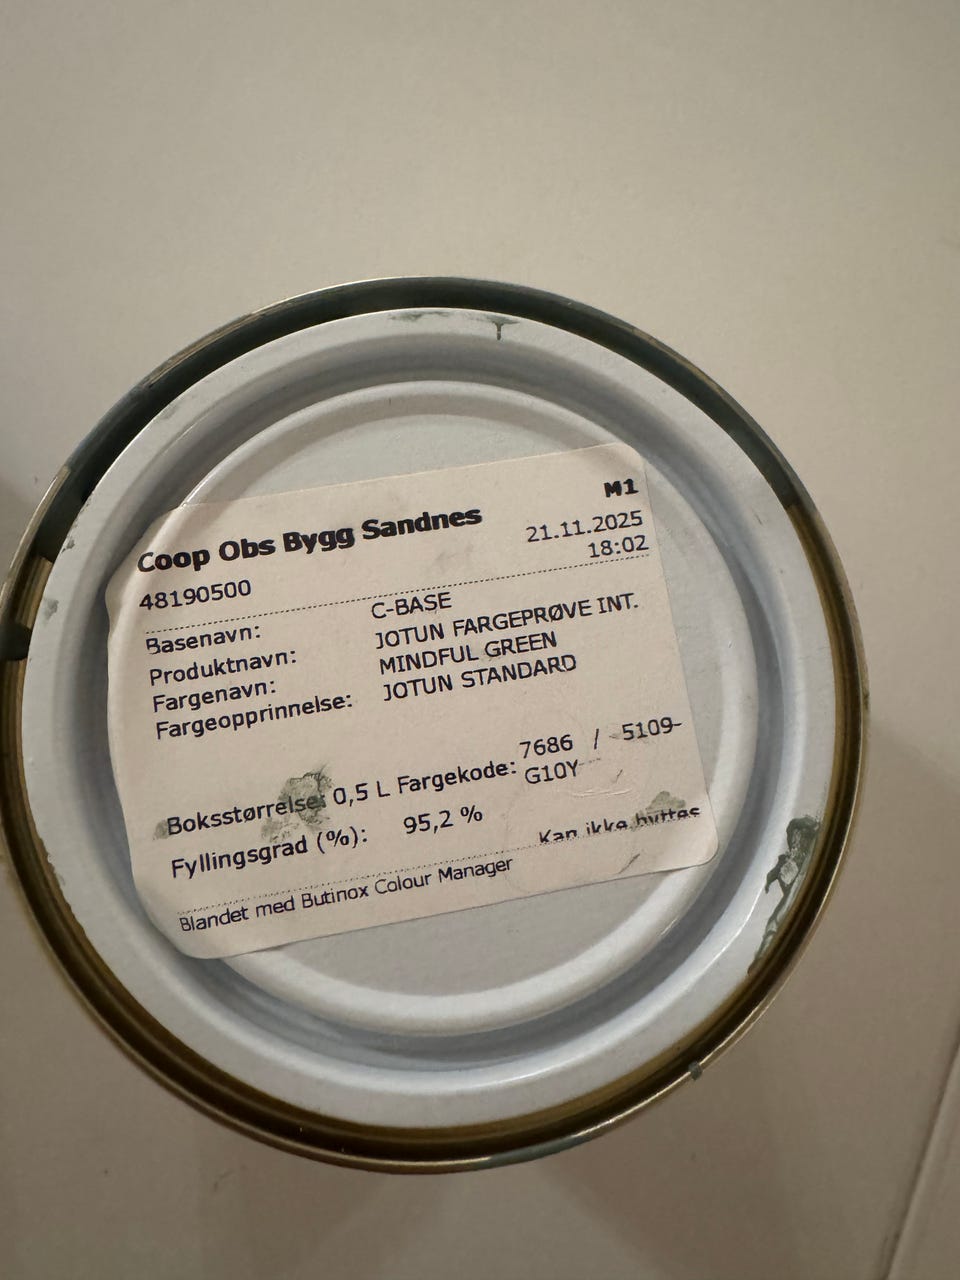 M1
Coop Obs Bygg Sandnes 21.11.2025
48190500 18:02
Basenavn: C-BASE
Produktnavn: JOTUN FARGEPRØVE INT.
Fargenavn: MINDFUL GREEN
Fargeopprinnelse: JOTUN STANDARD
Boksstørrelse: 0,5 L Fargekode: 7686 / 5109-
G10Y
Fyllingsgrad (%): 95,2 %
Kan ikke byttes
Blandet med Butinox Colour Manager